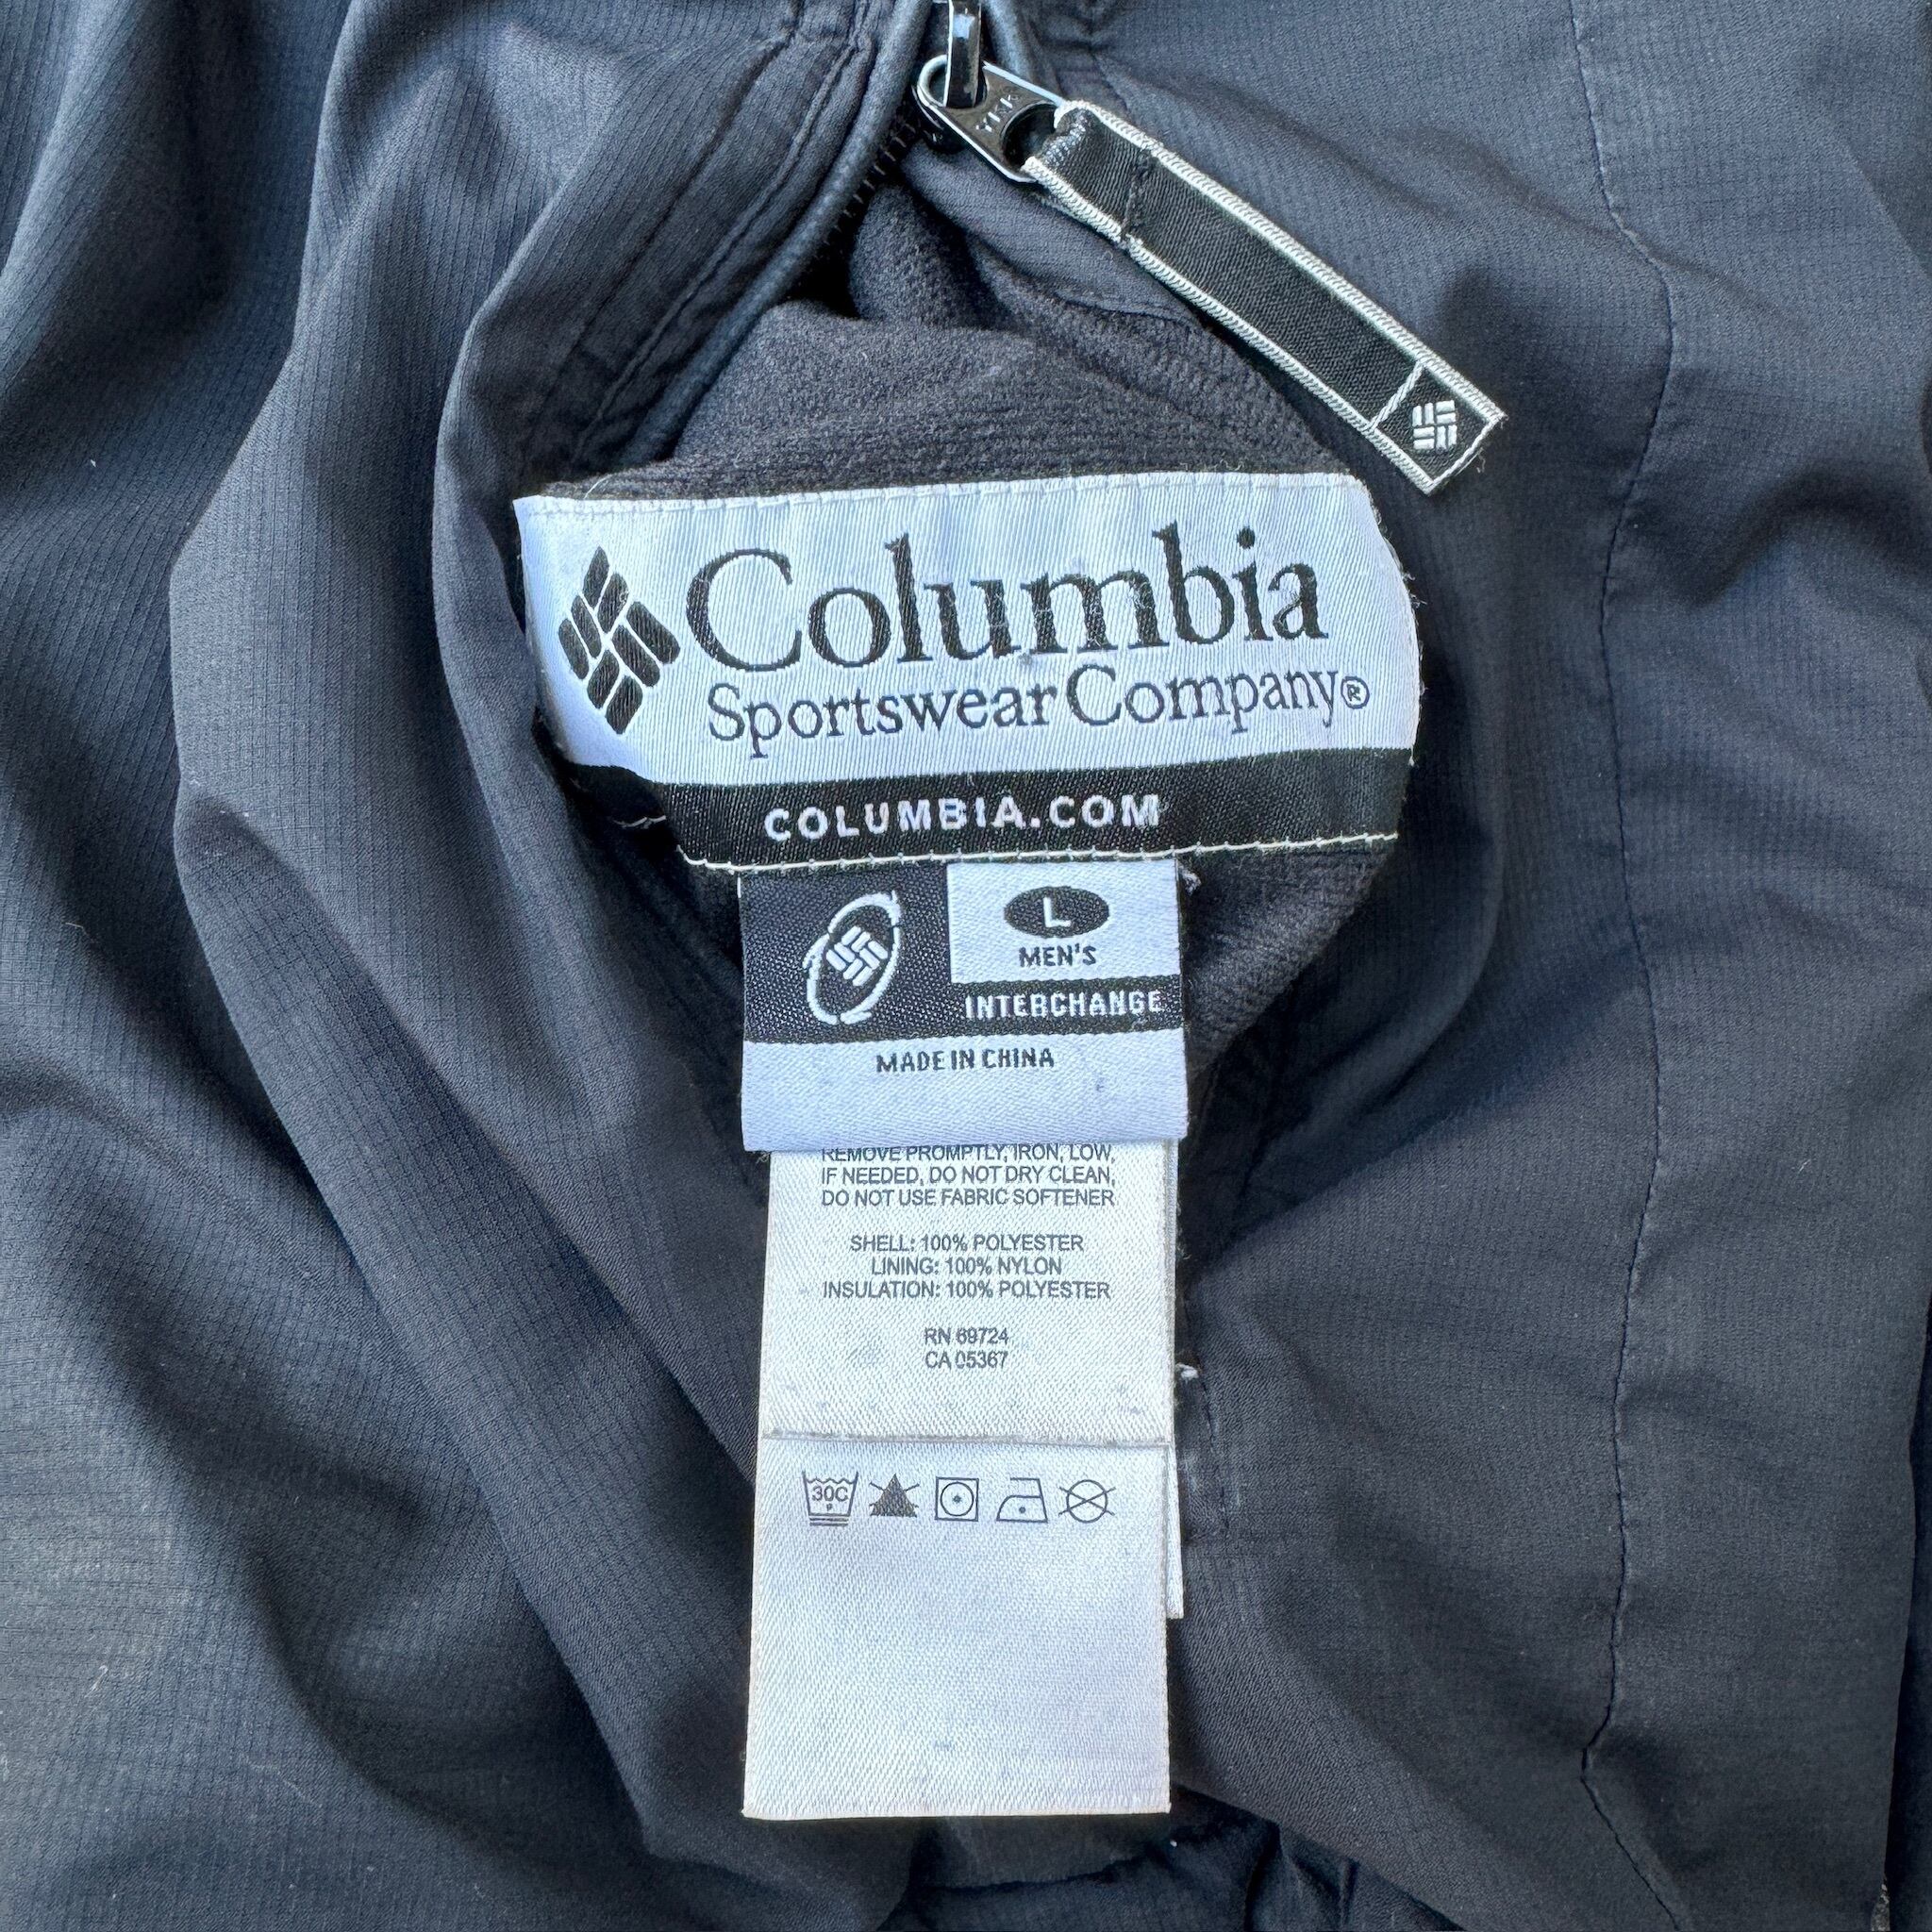 YKK
Columbia
Sportswear Company®
COLUMBIA.COM
L
MEN'S
INTERCHANGE
MADE IN CHINA
REMOVE PROMPTLY, IRON, LOW,
IF NEEDED, DO NOT DRY CLEAN,
DO NOT USE FABRIC SOFTENER
SHELL: 100% POLYESTER
LINING: 100% NYLON
INSULATION: 100% POLYESTER
RN 69724
CA 05367
30C
P